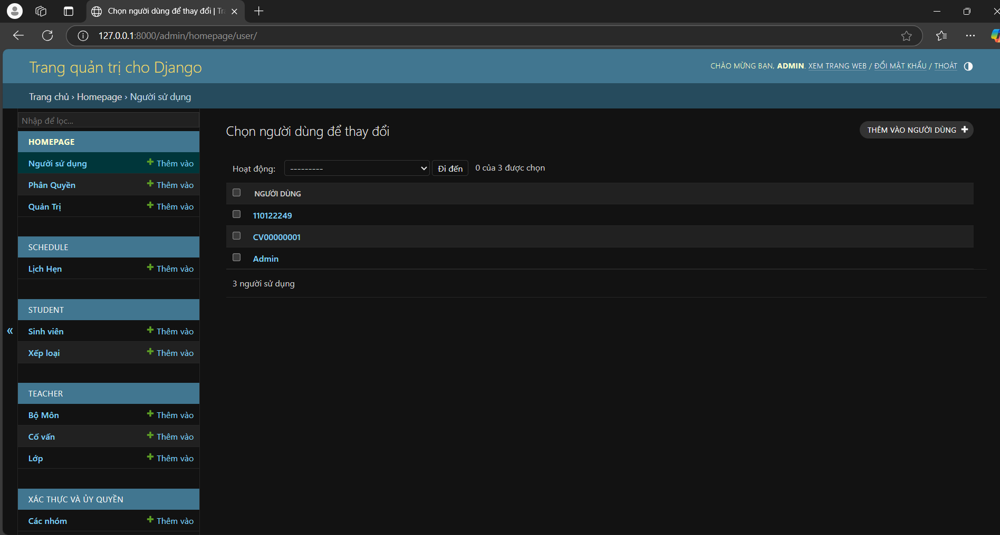 Chọn người dùng để thay đổi | Tra
127.0.0.1:8000/admin/homepage/user/
Trang quản trị cho Django
CHÀO MỪNG BẠN, ADMIN. XEM TRANG WEB / ĐỔI MẬT KHẨU / THOÁT
Trang chủ › Homepage › Người sử dụng
Nhập để lọc...
HOMEPAGE
Người sử dụng Thêm vào
Phân Quyền Thêm vào
Quản Trị Thêm vào
SCHEDULE
Lịch Hẹn Thêm vào
STUDENT
Sinh viên Thêm vào
Xếp loại Thêm vào
TEACHER
Bộ Môn Thêm vào
Cố vấn Thêm vào
Lớp Thêm vào
XÁC THỰC VÀ ỦY QUYỀN
Các nhóm Thêm vào
Chọn người dùng để thay đổi
THÊM VÀO NGƯỜI DÙNG
Hoạt động: --------- Đi đến 0 của 3 được chọn
NGƯỜI DÙNG
110122249
CV00000001
Admin
3 người sử dụng